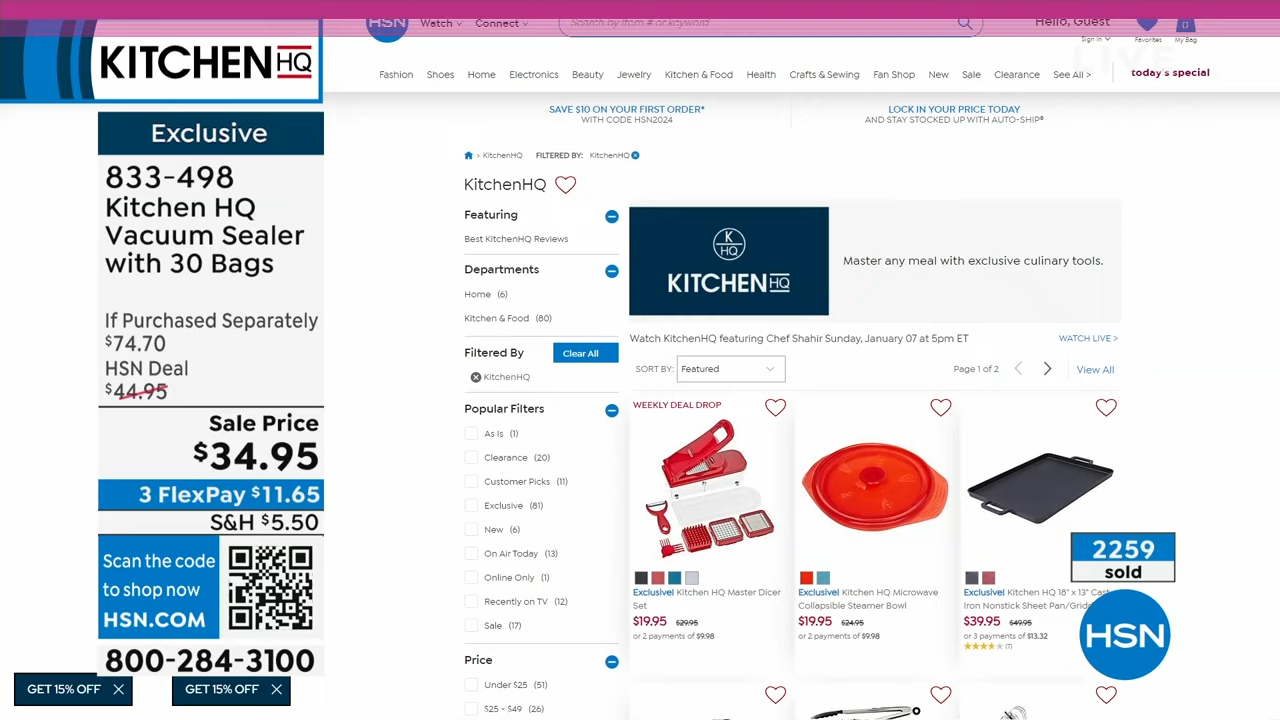 KITCHEN HQ
Exclusive
833-498
Kitchen HQ
Vacuum Sealer
with 30 Bags
If Purchased Separately
$74.70
HSN Deal
$44.95
Sale Price
$34.95
3 FlexPay $11.65
S&H $5.50
Scan the code
to shop now
HSN.COM
800-284-3100
GET 15% OFF
GET 15% OFF
HSN
Watch
Connect
Search by item # or keyword
Hello, Guest
Sign In
Favorites
0
My Bag
LIVE
Fashion Shoes Home Electronics Beauty Jewelry Kitchen & Food Health Crafts & Sewing Fan Shop New Sale Clearance See All > today's special
SAVE $10 ON YOUR FIRST ORDER*
WITH CODE HSN2024
LOCK IN YOUR PRICE TODAY
AND STAY STOCKED UP WITH AUTO-SHIP®
> KitchenHQ FILTERED BY: KitchenHQ
KitchenHQ
Featuring
Best KitchenHQ Reviews
Departments
Home (6)
Kitchen & Food (80)
Filtered By Clear All
KitchenHQ
Popular Filters
As Is (1)
Clearance (20)
Customer Picks (11)
Exclusive (81)
New (6)
On Air Today (13)
Online Only (1)
Recently on TV (12)
Sale (17)
Price
Under $25 (51)
$25 - $49 (26)
K
HQ
KITCHEN HQ
Master any meal with exclusive culinary tools.
Watch KitchenHQ featuring Chef Shahir Sunday, January 07 at 5pm ET
WATCH LIVE >
SORT BY: Featured
Page 1 of 2
View All
WEEKLY DEAL DROP
Exclusive! Kitchen HQ Master Dicer
Set
$19.95 $29.95
or 2 payments of $9.98
Exclusive! Kitchen HQ Microwave
Collapsible Steamer Bowl
$19.95 $24.95
or 2 payments of $9.98
Exclusive! Kitchen HQ 18" x 13" Cast
Iron Nonstick Sheet Pan/Griddle
$39.95 $49.95
or 3 payments of $13.32
(7)
2259
sold
HSN